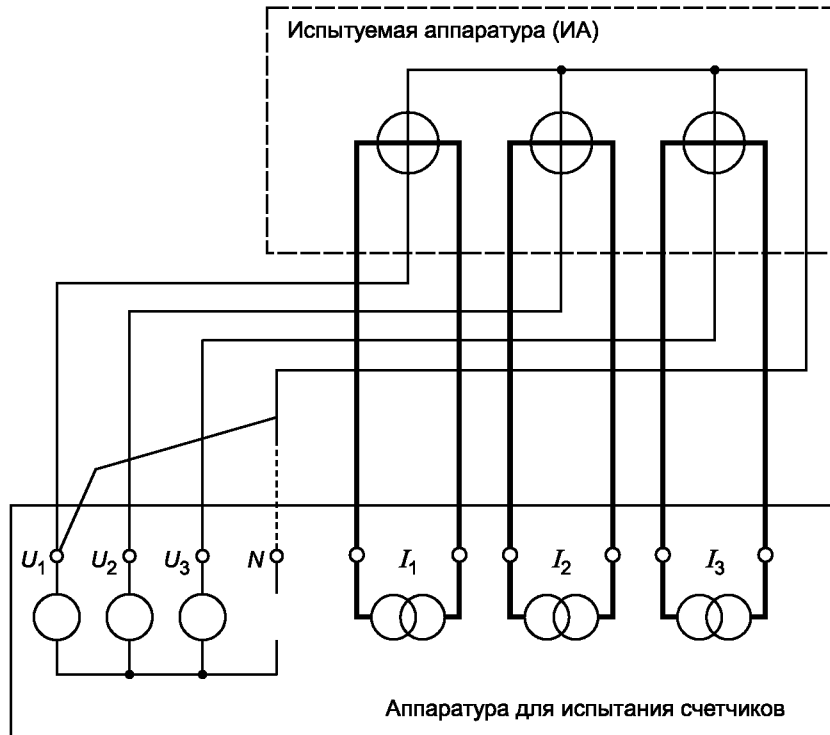 Испытуемая аппаратура (ИА)
U₁ U₂ U₃ N I₁ I₂ I₃
Аппаратура для испытания счетчиков